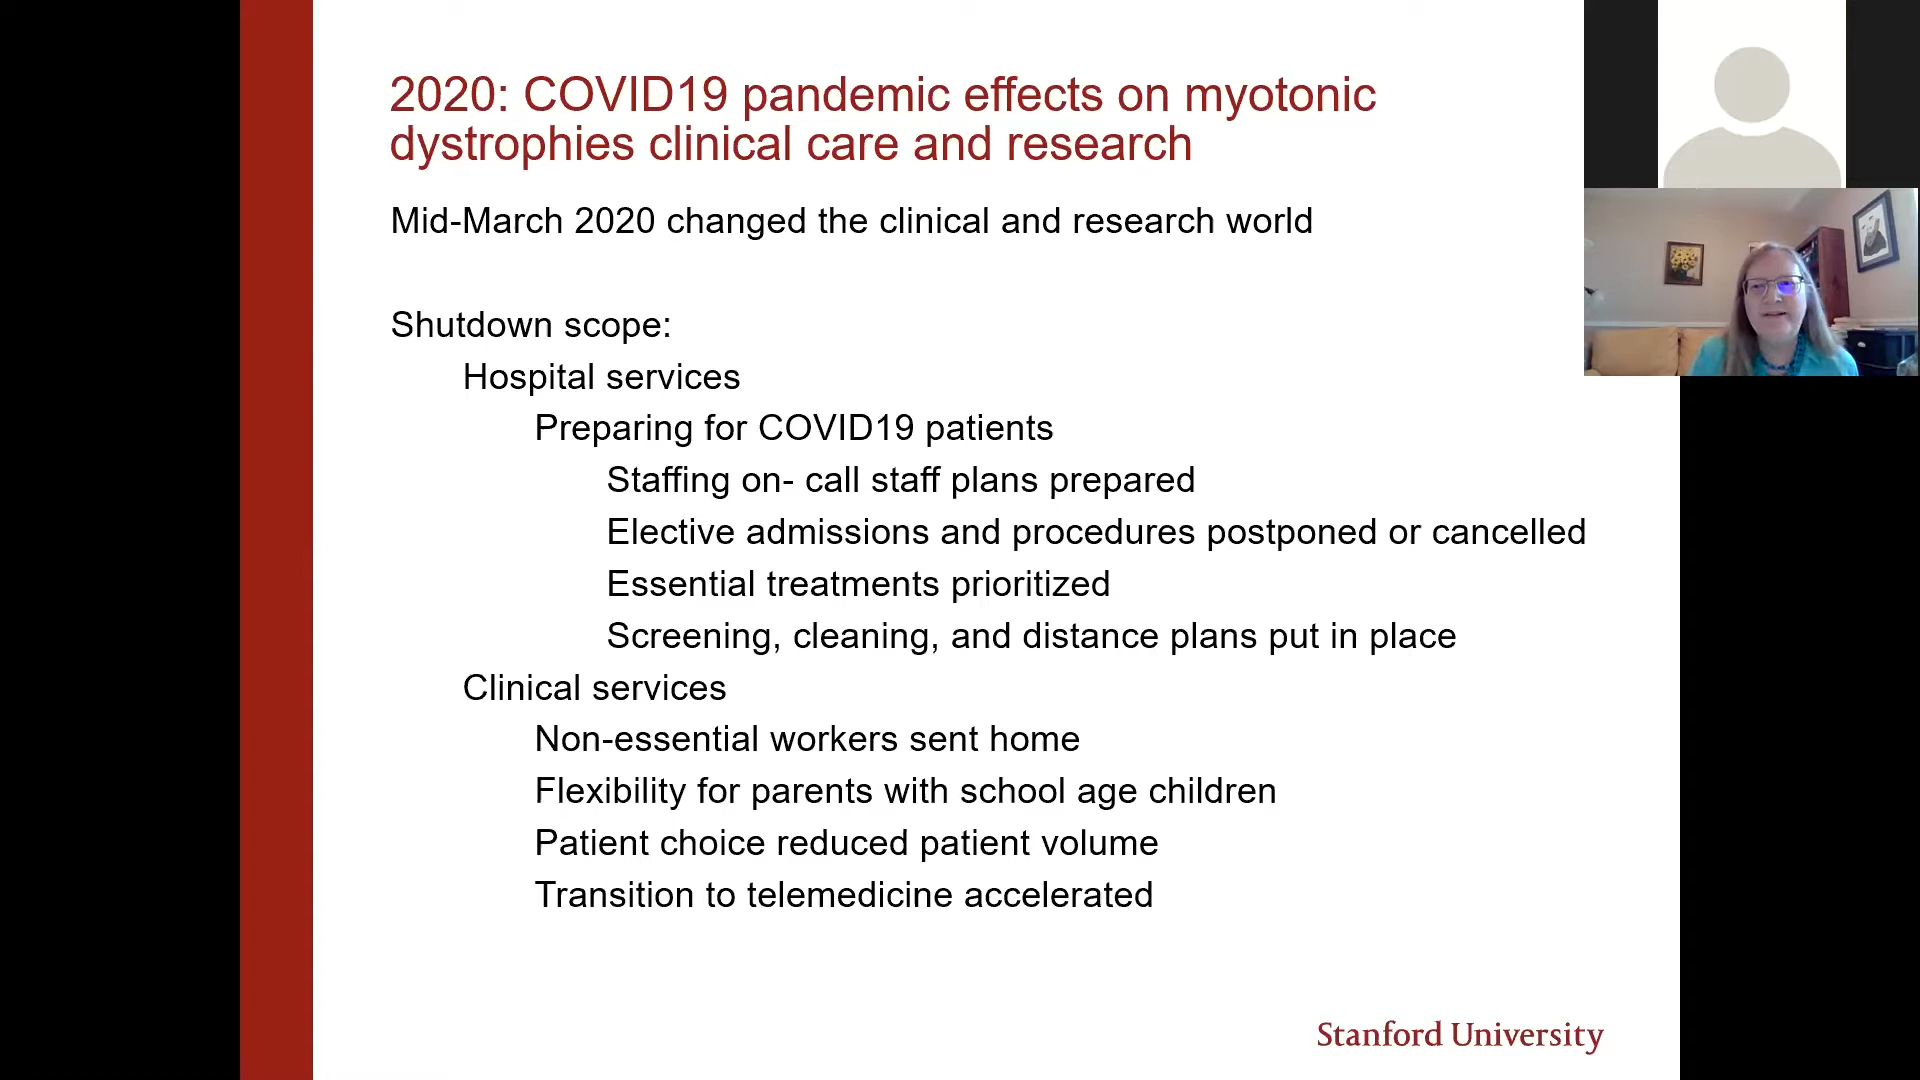 2020: COVID19 pandemic effects on myotonic
dystrophies clinical care and research
Mid-March 2020 changed the clinical and research world
Shutdown scope:
Hospital services
Preparing for COVID19 patients
Staffing on- call staff plans prepared
Elective admissions and procedures postponed or cancelled
Essential treatments prioritized
Screening, cleaning, and distance plans put in place
Clinical services
Non-essential workers sent home
Flexibility for parents with school age children
Patient choice reduced patient volume
Transition to telemedicine accelerated
Stanford University